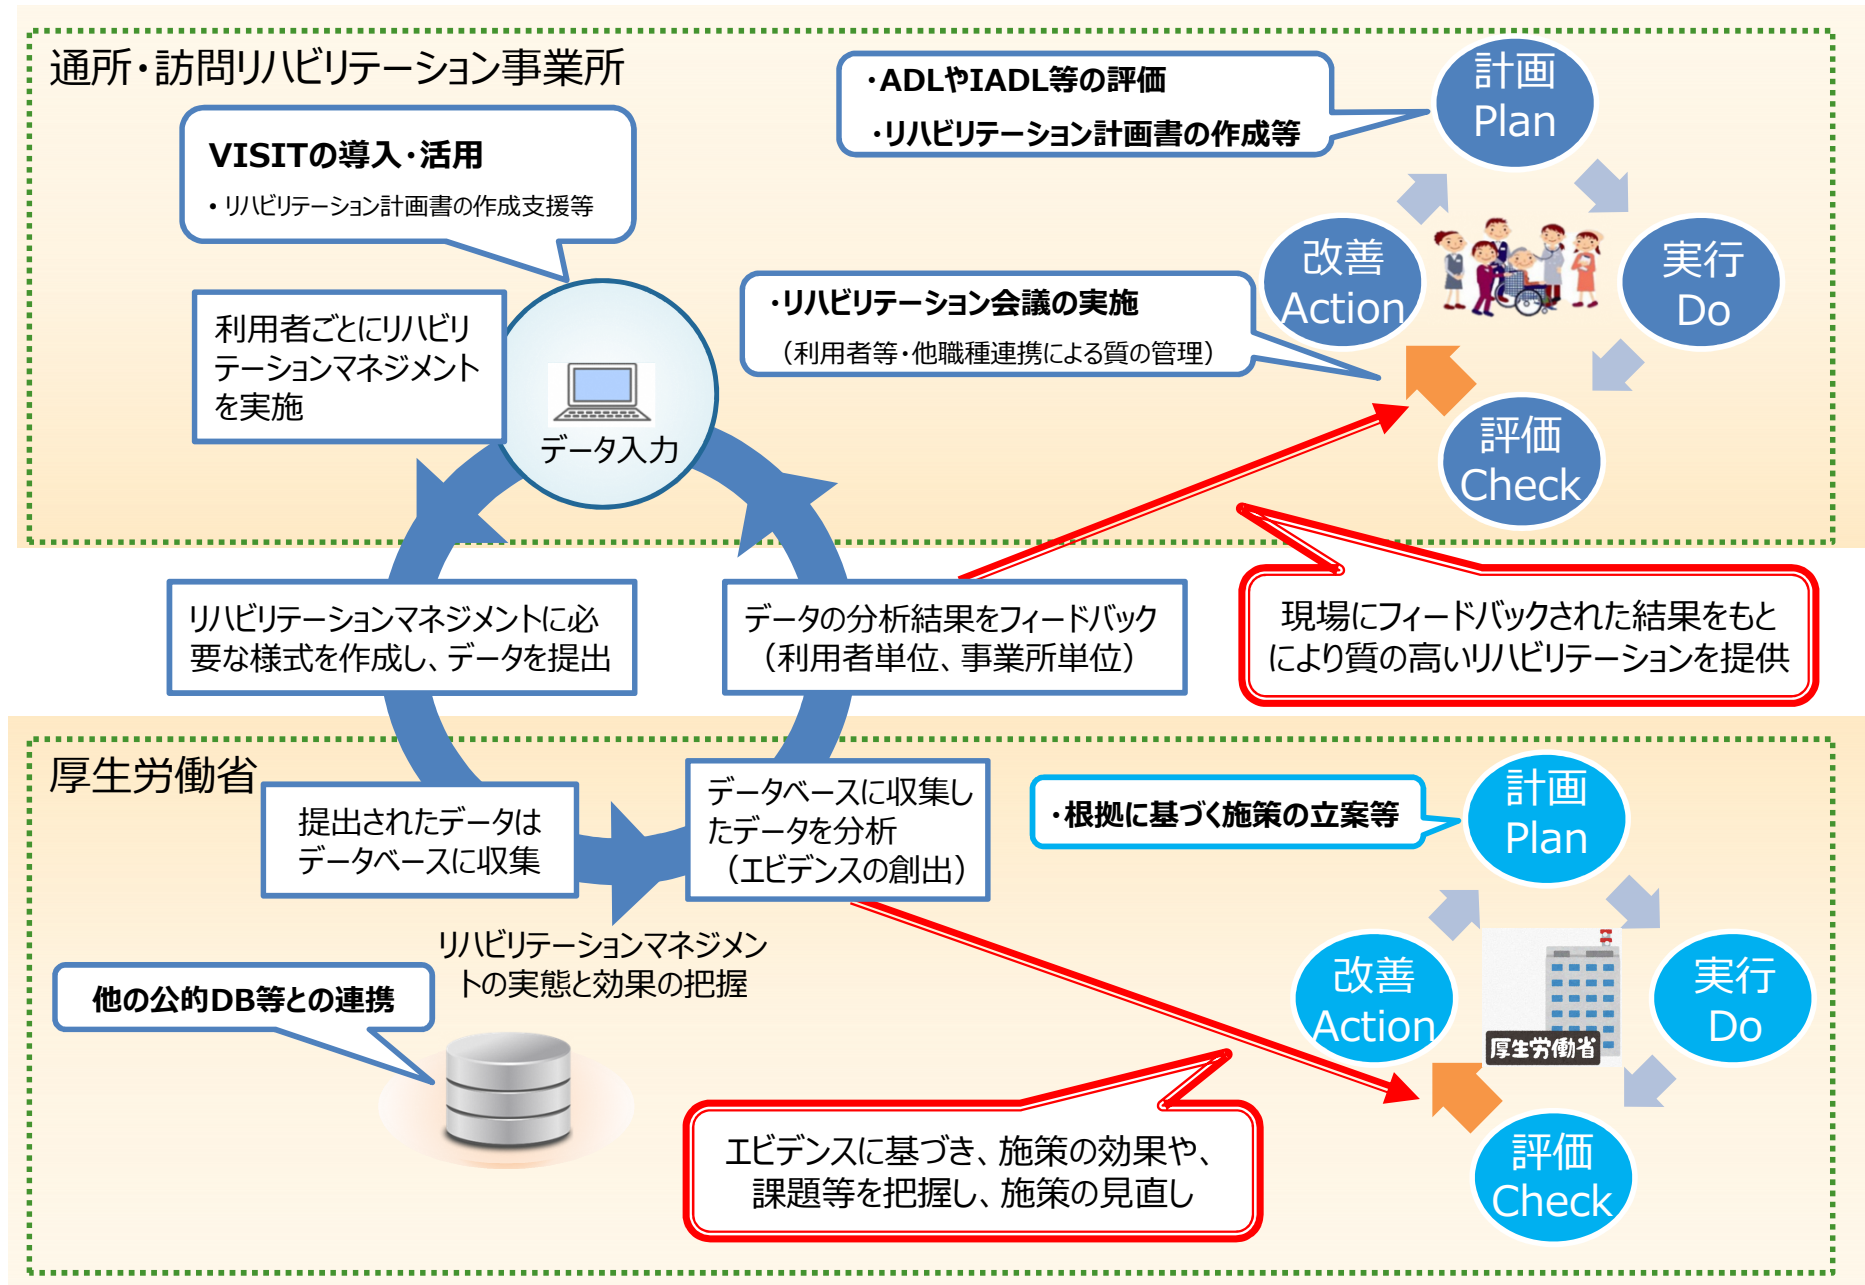 通所・訪問リハビリテーション事業所
・ADLやIADL等の評価
・リハビリテーション計画書の作成等
計画
Plan
VISITの導入・活用
・リハビリテーション計画書の作成支援等
改善
Action
実行
Do
・リハビリテーション会議の実施
（利用者等・他職種連携による質の管理）
利用者ごとにリハビリ
テーションマネジメント
を実施
データ入力
評価
Check
リハビリテーションマネジメントに必
要な様式を作成し、データを提出
データの分析結果をフィードバック
（利用者単位、事業所単位）
現場にフィードバックされた結果をもと
により質の高いリハビリテーションを提供
厚生労働省
提出されたデータは
データベースに収集
データベースに収集し
たデータを分析
（エビデンスの創出）
・根拠に基づく施策の立案等
計画
Plan
リハビリテーションマネジメン
トの実態と効果の把握
他の公的DB等との連携
改善
Action
厚生労働省
実行
Do
エビデンスに基づき、施策の効果や、
課題等を把握し、施策の見直し
評価
Check